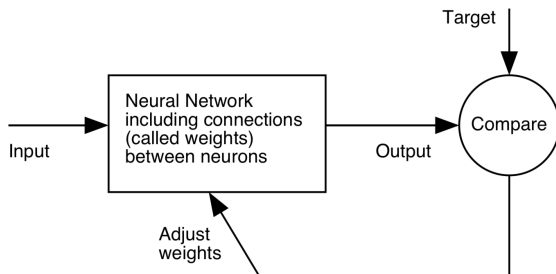 Target
Neural Network
including connections
(called weights)
between neurons
Compare
Input
Output
Adjust
weights